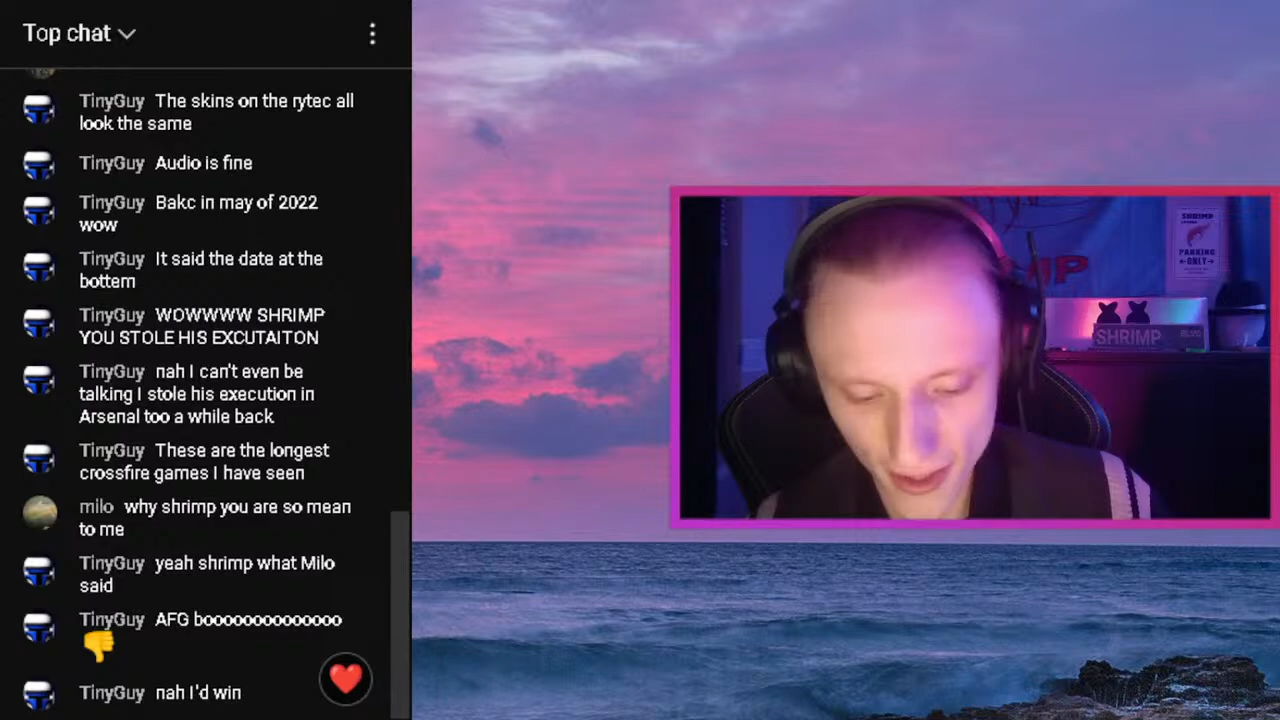 Top chat
TinyGuy The skins on the rytec all
look the same
TinyGuy Audio is fine
TinyGuy Bakc in may of 2022
wow
TinyGuy It said the date at the
bottem
TinyGuy WOWWWW SHRIMP
YOU STOLE HIS EXCUTAITON
TinyGuy nah I can't even be
talking I stole his execution in
Arsenal too a while back
TinyGuy These are the longest
crossfire games I have seen
milo why shrimp you are so mean
to me
TinyGuy yeah shrimp what Milo
said
TinyGuy AFG boooooooooooooo
TinyGuy nah I'd win
SHRIMP
PARKING
ONLY
SHRIMP